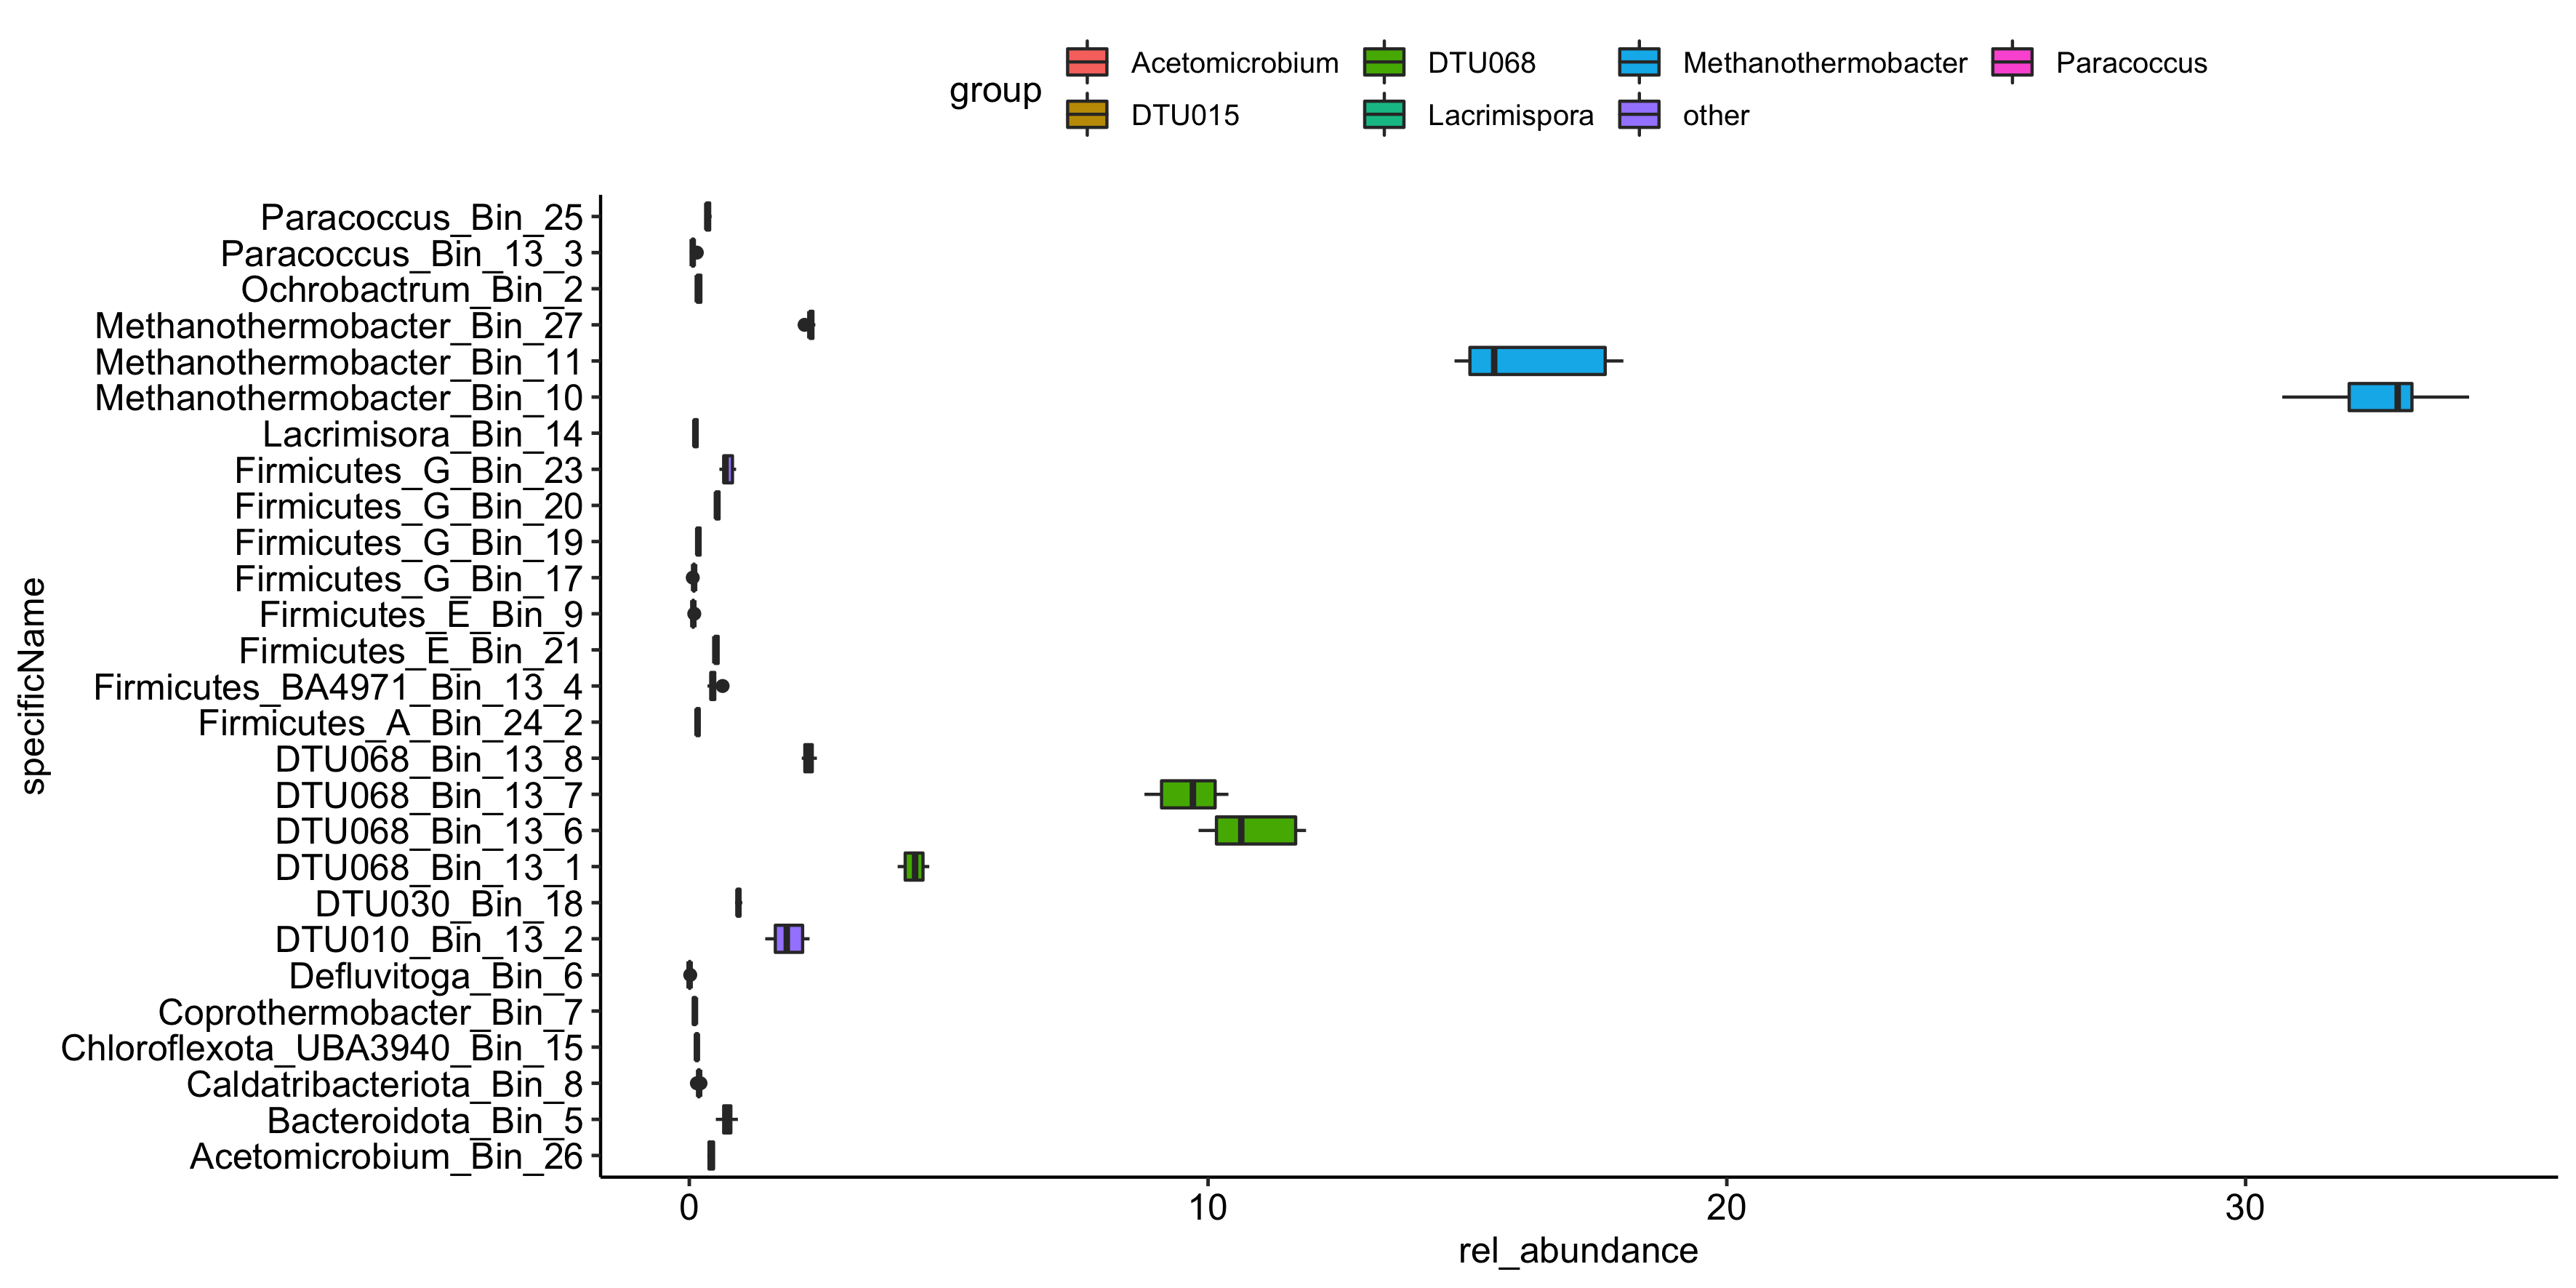 group
Acetomicrobium
DTU068
Methanothermobacter
Paracoccus
DTU015
Lacrimispora
other
specificName
Paracoccus_Bin_25
Paracoccus_Bin_13_3
Ochrobactrum_Bin_2
Methanothermobacter_Bin_27
Methanothermobacter_Bin_11
Methanothermobacter_Bin_10
Lacrimisora_Bin_14
Firmicutes_G_Bin_23
Firmicutes_G_Bin_20
Firmicutes_G_Bin_19
Firmicutes_G_Bin_17
Firmicutes_E_Bin_9
Firmicutes_E_Bin_21
Firmicutes_BA4971_Bin_13_4
Firmicutes_A_Bin_24_2
DTU068_Bin_13_8
DTU068_Bin_13_7
DTU068_Bin_13_6
DTU068_Bin_13_1
DTU030_Bin_18
DTU010_Bin_13_2
Defluvitoga_Bin_6
Coprothermobacter_Bin_7
Chloroflexota_UBA3940_Bin_15
Caldatribacteriota_Bin_8
Bacteroidota_Bin_5
Acetomicrobium_Bin_26
0 10 20 30
rel_abundance